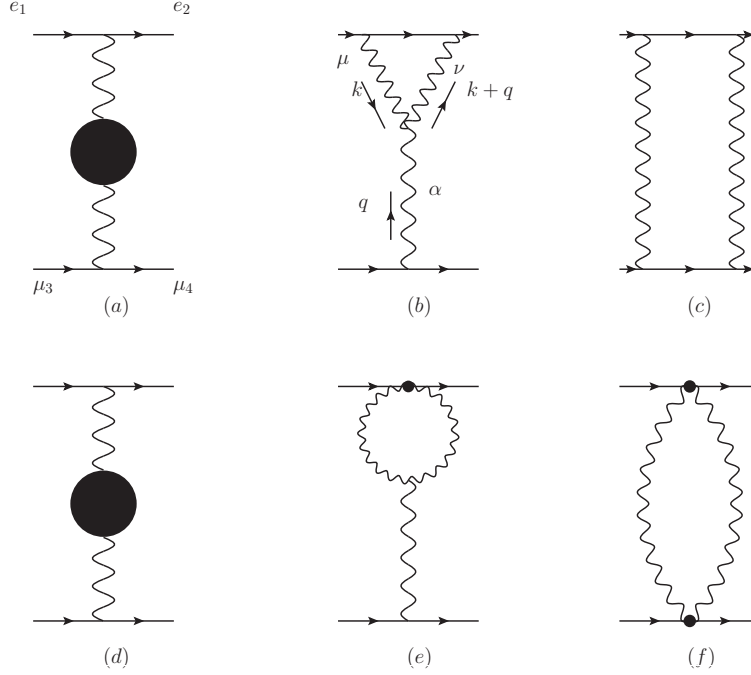 e₁ e₂
μ ν
k k + q
q α
μ₃ μ₄
(a) (b) (c)
(d) (e) (f)